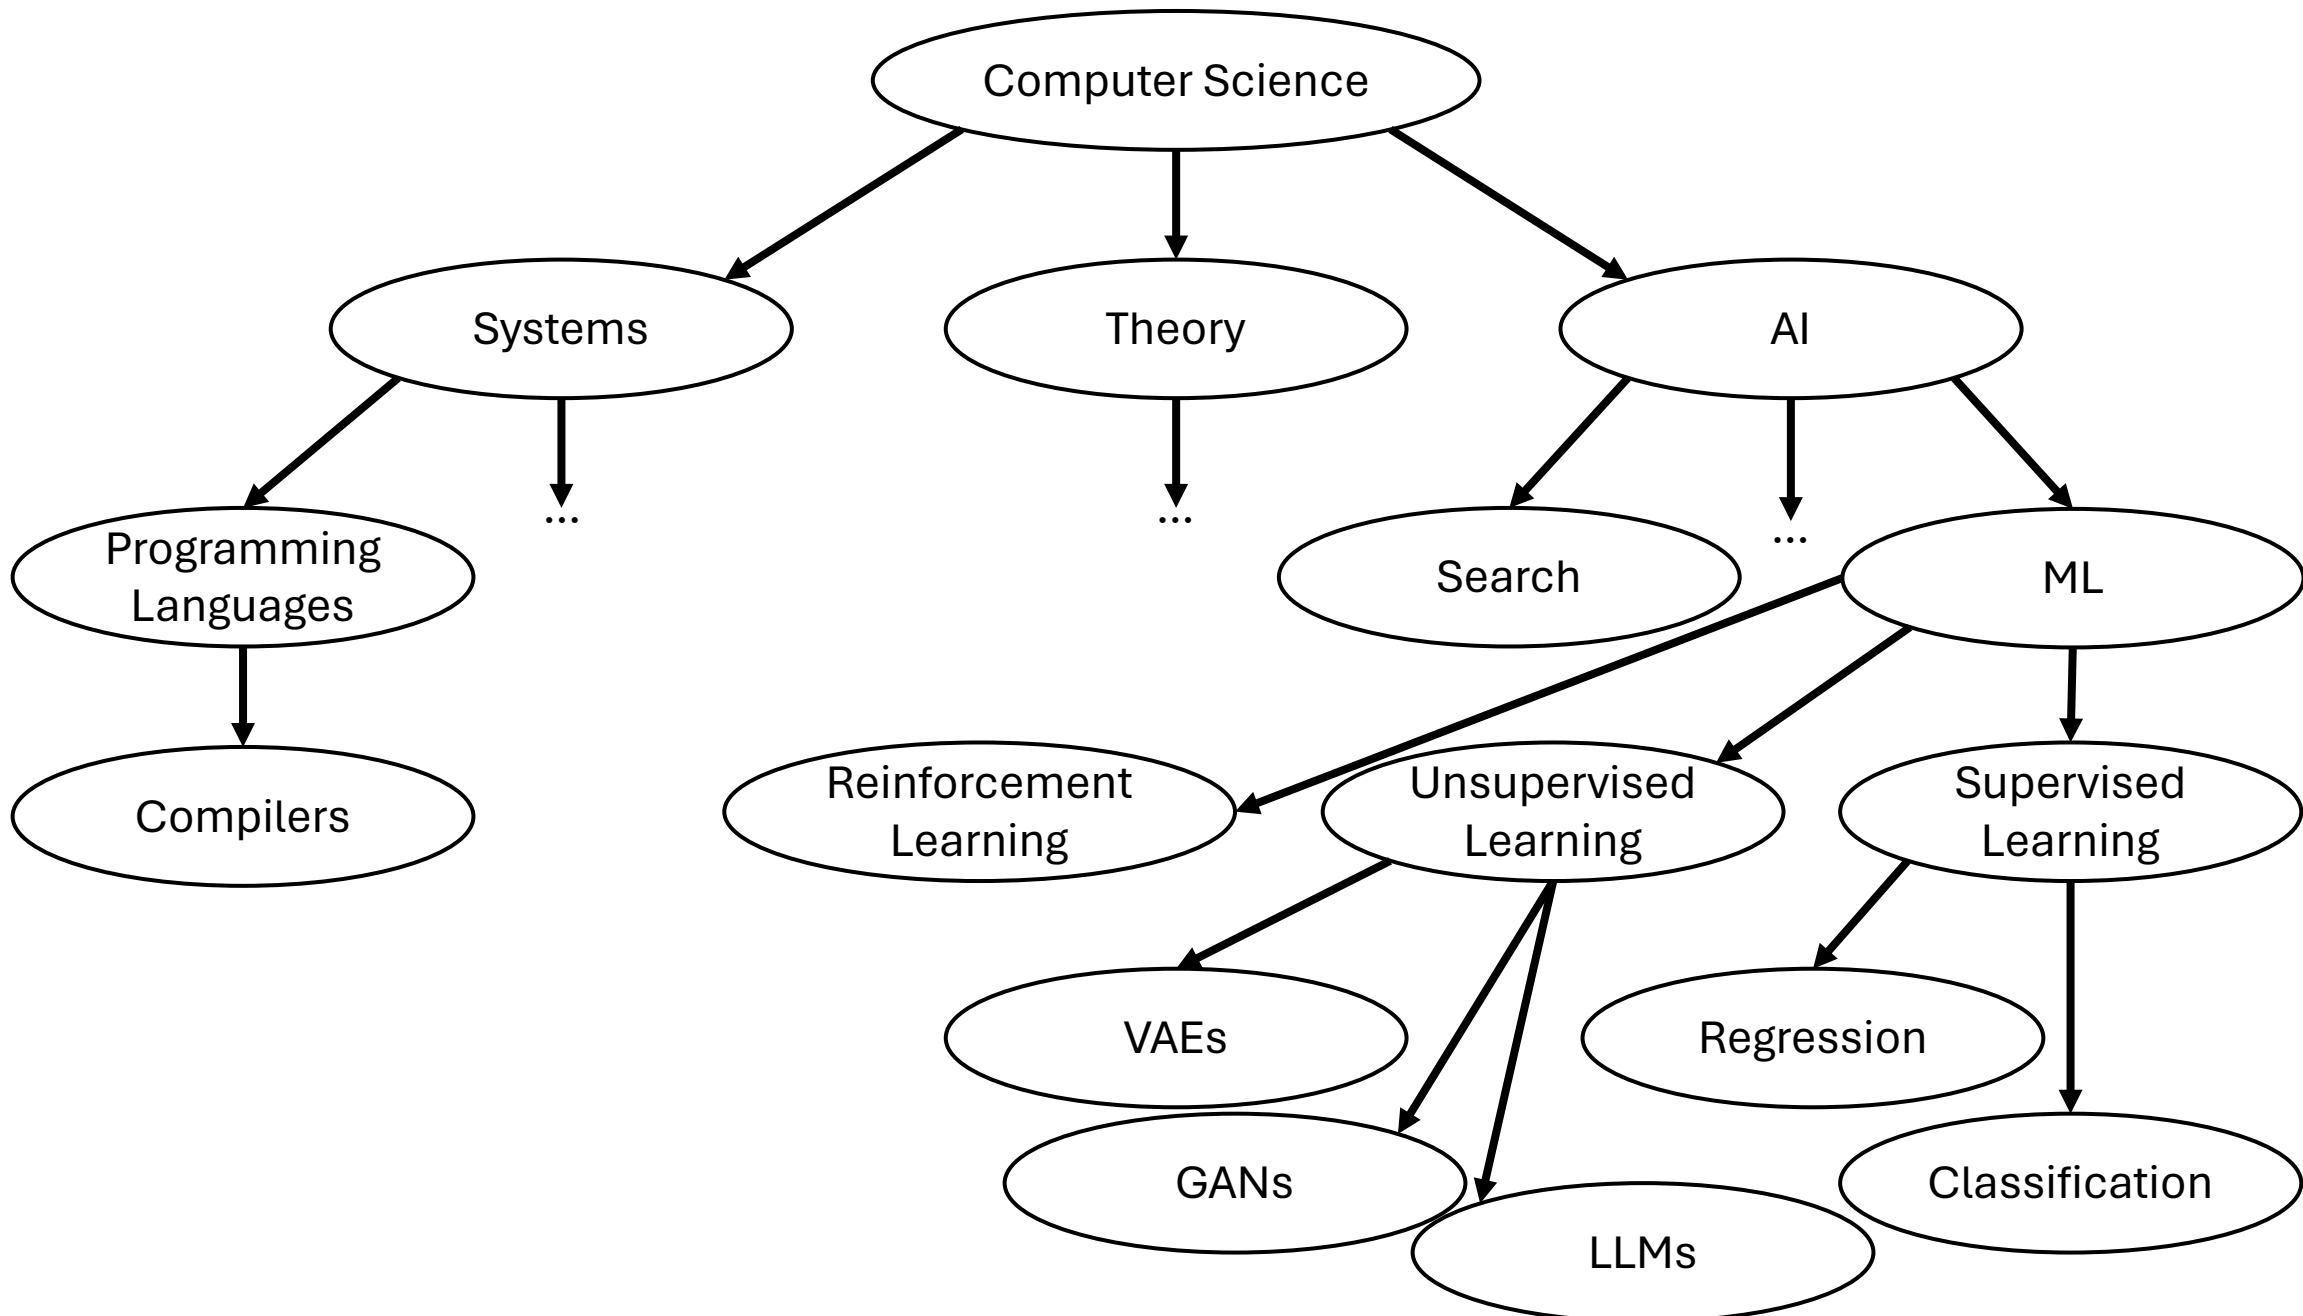 Computer Science
Systems
Theory
AI
Programming
Languages
...
...
Search
...
ML
Compilers
Reinforcement
Learning
Unsupervised
Learning
Supervised
Learning
VAEs
Regression
GANs
Classification
LLMs